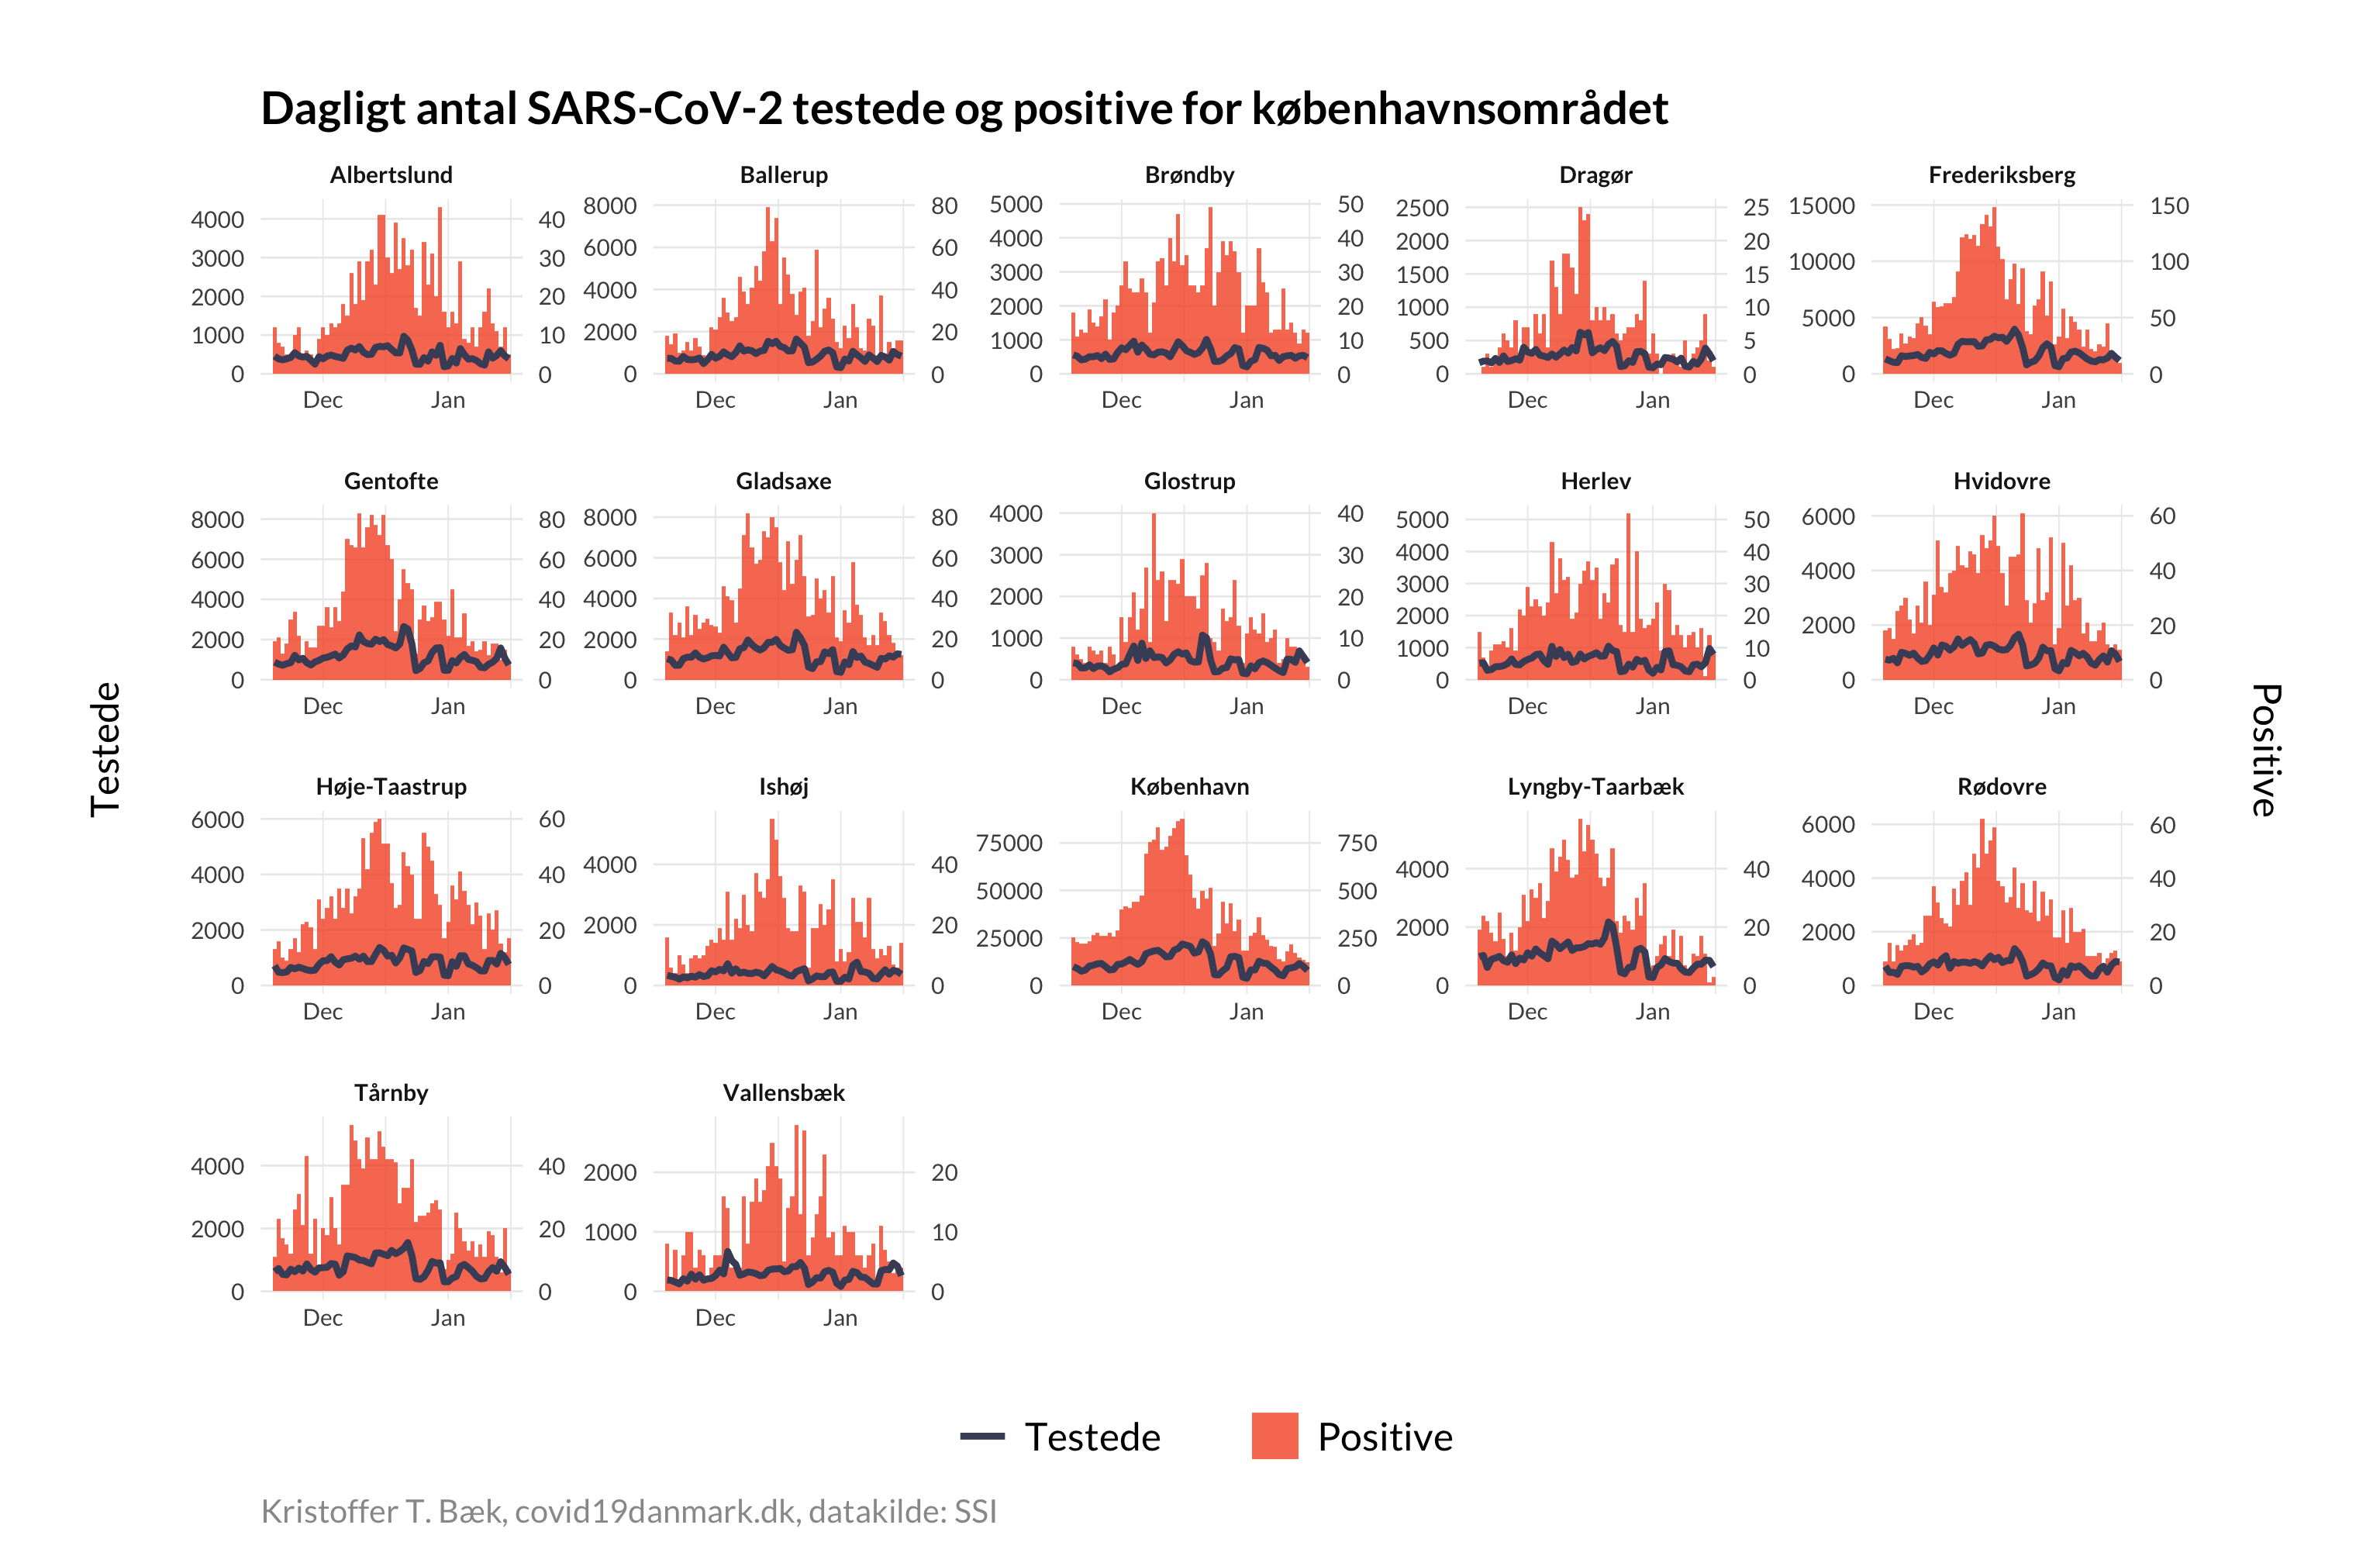 Dagligt antal SARS-CoV-2 testede og positive for københavnsområdet
Albertslund
Ballerup
Brøndby
Dragør
Frederiksberg
4000
3000
2000
1000
0
40
30
20
10
0
Dec
Jan
8000
6000
4000
2000
0
80
60
40
20
0
Dec
Jan
5000
4000
3000
2000
1000
0
50
40
30
20
10
0
Dec
Jan
2500
2000
1500
1000
500
0
25
20
15
10
5
0
Dec
Jan
15000
10000
5000
0
150
100
50
0
Dec
Jan
Gentofte
Gladsaxe
Glostrup
Herlev
Hvidovre
8000
6000
4000
2000
0
80
60
40
20
0
Dec
Jan
8000
6000
4000
2000
0
80
60
40
20
0
Dec
Jan
4000
3000
2000
1000
0
40
30
20
10
0
Dec
Jan
5000
4000
3000
2000
1000
0
50
40
30
20
10
0
Dec
Jan
6000
4000
2000
0
60
40
20
0
Dec
Jan
Testede
Positive
Høje-Taastrup
Ishøj
København
Lyngby-Taarbæk
Rødovre
6000
4000
2000
0
60
40
20
0
Dec
Jan
4000
2000
0
40
20
0
Dec
Jan
75000
50000
25000
0
750
500
250
0
Dec
Jan
4000
2000
0
40
20
0
Dec
Jan
6000
4000
2000
0
60
40
20
0
Dec
Jan
Tårnby
Vallensbæk
4000
2000
0
40
20
0
Dec
Jan
2000
1000
0
20
10
0
Dec
Jan
Testede
Positive
Kristoffer T. Bæk, covid19danmark.dk, datakilde: SSI